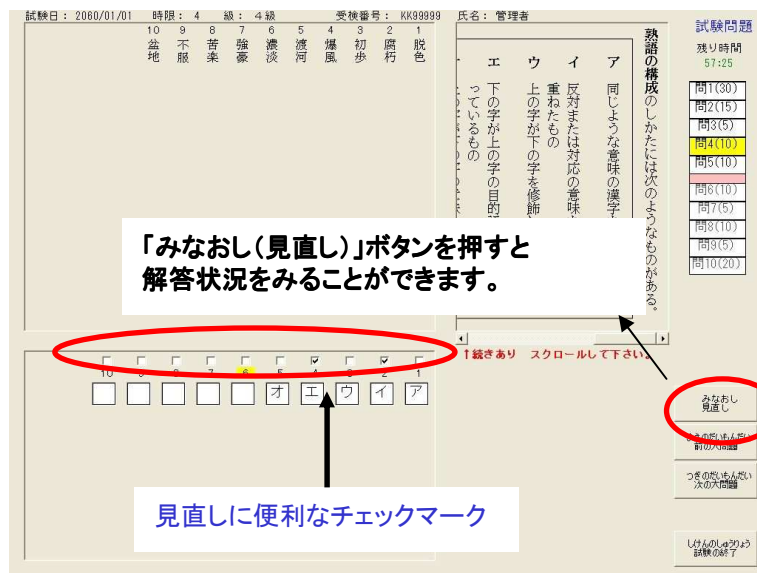 試験日： 2060/01/01 時限： 4 級： 4級 受検番号： KK99999 氏名： 管理者
試験問題
残り時間
57:25
10 9 8 7 6 5 4 3 2 1
脱色
腐朽
初歩
爆風
渡河
濃淡
強豪
苦楽
不服
盆地
熟語の構成のしかたには次のようなものがある。
ア 同じような意味の漢字
イ 反対または対応の意味
重ねたもの
ウ 上の字が下の字を修飾
エ 下の字が上の字の目的
っているもの
問1(30)
問2(15)
問3(5)
問4(10)
問5(10)
問6(10)
問7(5)
問8(10)
問9(5)
問10(20)
「みなおし（見直し）」ボタンを押すと
解答状況をみることができます。
↑続きあり スクロールして下さい。
10 7 6 5 4 2 1
オ エ ウ イ ア
見直しに便利なチェックマーク
みなおし
見直し
前の大問題
つぎのだいもんだい
次の大問題
しけんのしゅうりょう
試験の終了